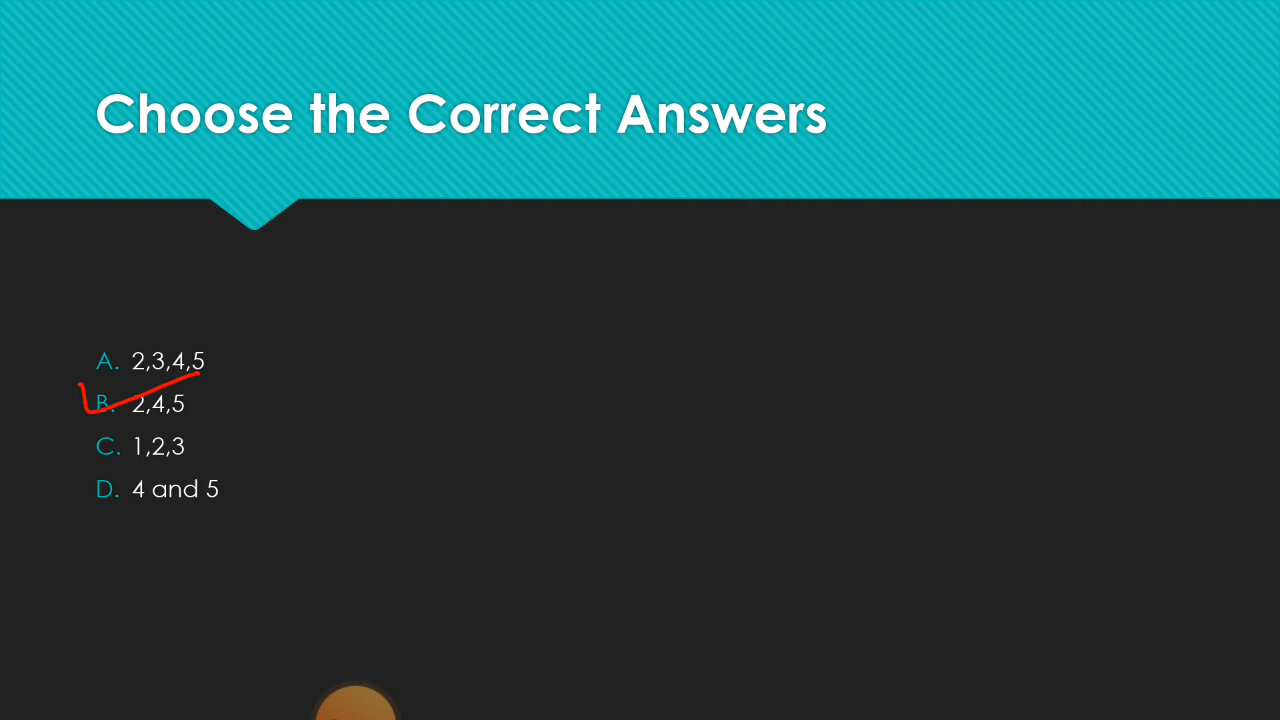 Choose the Correct Answers
A. 2,3,4,5
B. 2,4,5
C. 1,2,3
D. 4 and 5